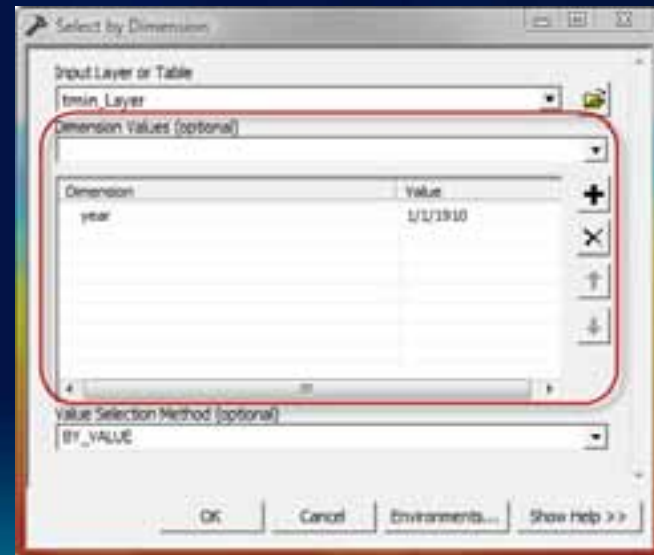 Select by Dimension
Input Layer or Table
tmin_Layer
Dimension Values (optional)
Dimension Value
year 1/1/1910
Value Selection Method (optional)
BY_VALUE
OK Cancel Environments... Show Help >>